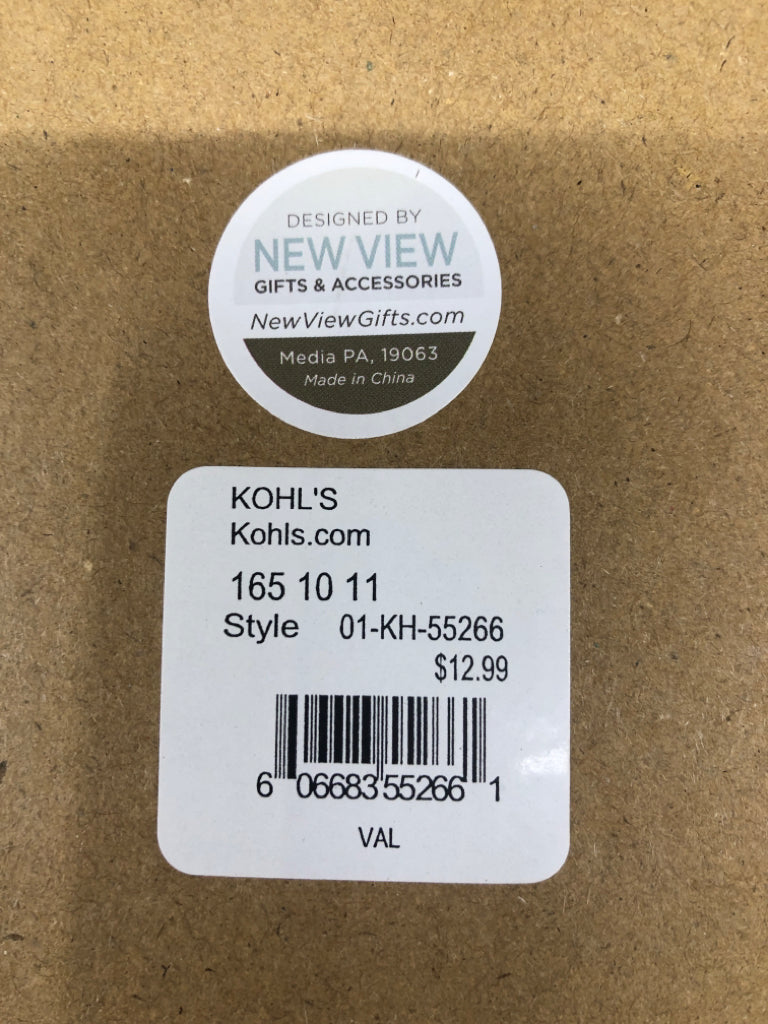 DESIGNED BY
NEW VIEW
GIFTS & ACCESSORIES
NewViewGifts.com
Media PA, 19063
Made in China
KOHL'S
Kohls.com
165 10 11
Style 01-KH-55266
$12.99
6 06683 55266 1
VAL